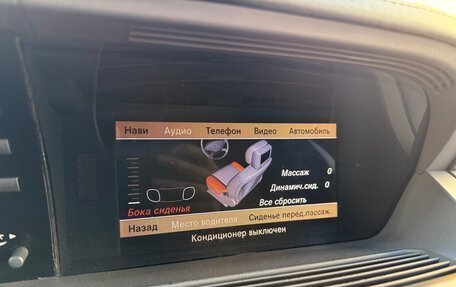 Нави Аудио Телефон Видео Автомобиль
Массаж 0
Динамич.сид. 0
Все сбросить
Бока сиденья
Назад Место водителя Сиденье перед.пассаж.
Кондиционер выключен